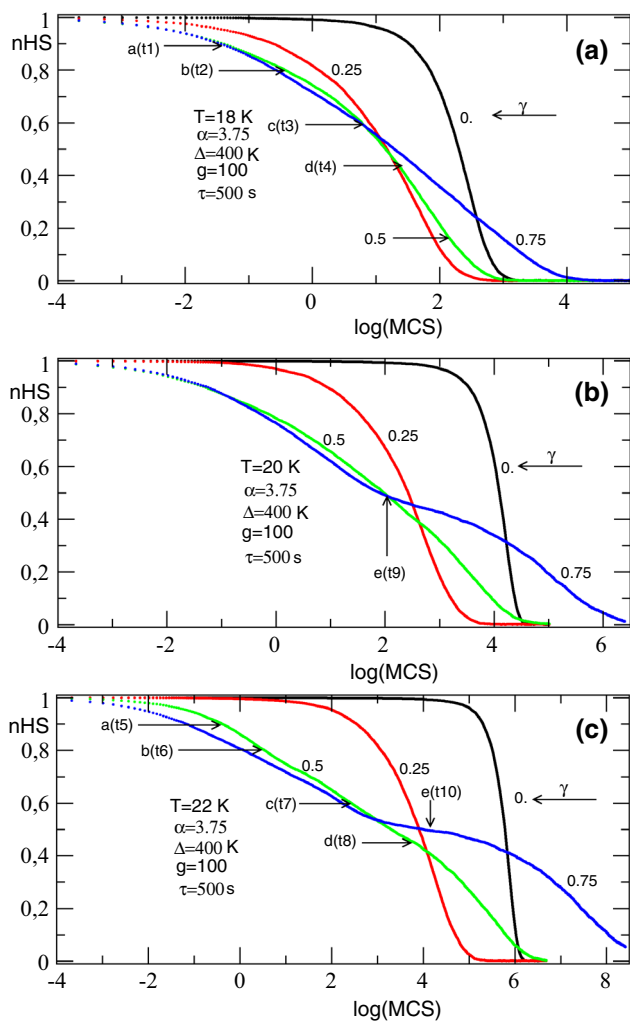 1
nHS
0,8
0,6
0,4
0,2
0
(a)
a(t1)
b(t2)
0.25
0.
γ
T=18 K
α=3.75
Δ=400 K
g=100
τ=500 s
c(t3)
d(t4)
0.5
0.75
-4 -2 0 2 4
log(MCS)
1
nHS
0,8
0,6
0,4
0,2
0
(b)
0.5
0.25
0.
γ
T=20 K
α=3.75
Δ=400 K
g=100
τ=500 s
e(t9)
0.75
-4 -2 0 2 4 6
log(MCS)
1
nHS
0,8
0,6
0,4
0,2
0
(c)
a(t5)
b(t6)
0.5
0.25
e(t10)
0.
γ
T=22 K
α=3.75
Δ=400 K
g=100
τ=500 s
c(t7)
d(t8)
0.75
-4 -2 0 2 4 6 8
log(MCS)